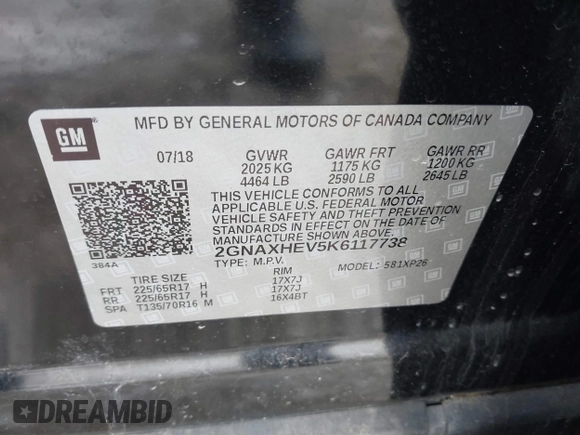 GM
MFD BY GENERAL MOTORS OF CANADA COMPANY
07/18 GVWR GAWR FRT GAWR RR
2025 KG 1175 KG 1200 KG
4464 LB 2590 LB 2645 LB
THIS VEHICLE CONFORMS TO ALL
APPLICABLE U.S. FEDERAL MOTOR
VEHICLE SAFETY AND THEFT PREVENTION
STANDARDS IN EFFECT ON THE DATE OF
MANUFACTURE SHOWN ABOVE.
2GNAXHEV5K6117738
384A
TYPE: M.P.V. MODEL: 581XP26
TIRE SIZE RIM
FRT 225/65R17 H 17X7J
RR 225/65R17 H 17X7J
SPA T135/70R16 M 16X4BT
DREAMBID